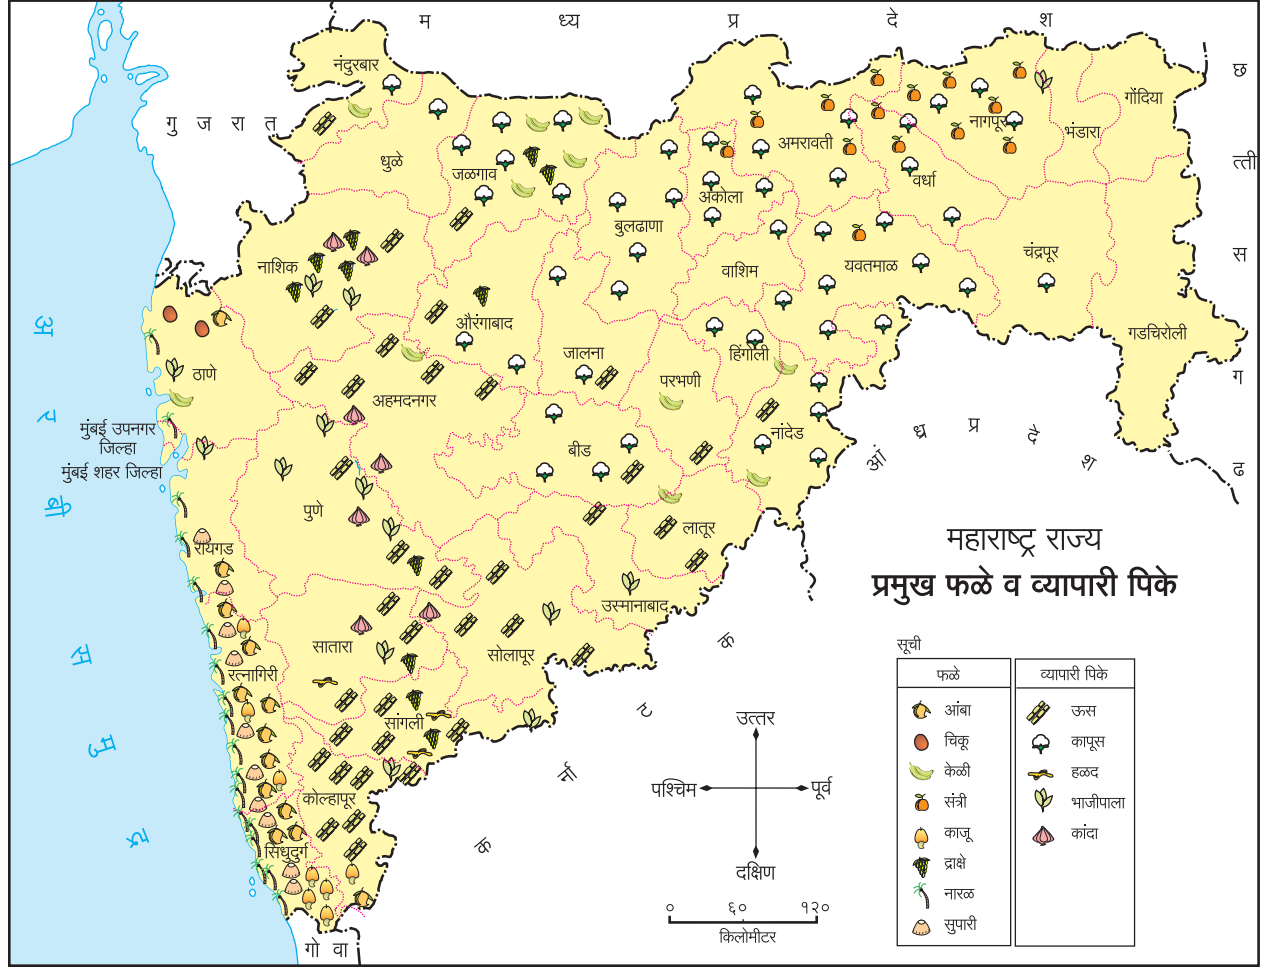 म ध्य प्र दे श
गु ज रा त
छ
त्ती
स
ग
ढ
नंदुरबार
धुळे
जळगाव
बुलढाणा
अकोला
अमरावती
नागपूर
भंडारा
गोंदिया
वर्धा
वाशिम
यवतमाळ
चंद्रपूर
गडचिरोली
नाशिक
औरंगाबाद
जालना
हिंगोली
परभणी
नांदेड
ठाणे
अहमदनगर
बीड
मुंबई उपनगर
जिल्हा
मुंबई शहर जिल्हा
पुणे
रायगड
लातूर
उस्मानाबाद
सोलापूर
सातारा
रत्नागिरी
सांगली
कोल्हापूर
सिंधुदुर्ग
गो वा
अ र बी स मु द्र
आं ध्र प्र दे श
क र्ना ट क
महाराष्ट्र राज्य
प्रमुख फळे व व्यापारी पिके
उत्तर
पश्चिम पूर्व
दक्षिण
० ६० १२०
किलोमीटर
सूची
फळे
आंबा
चिकू
केळी
संत्री
काजू
द्राक्षे
नारळ
सुपारी
व्यापारी पिके
ऊस
कापूस
हळद
भाजीपाला
कांदा